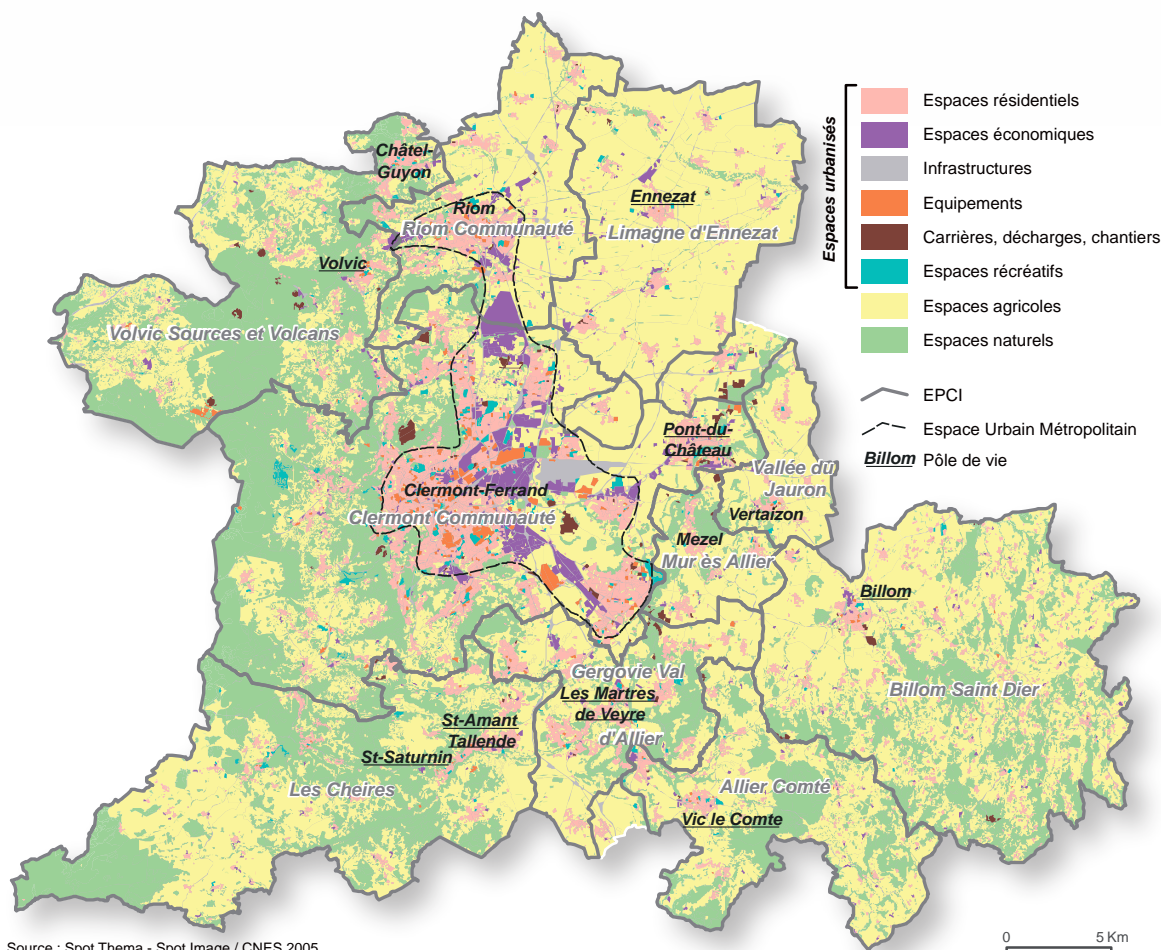 Espaces urbanisés
Espaces résidentiels
Espaces économiques
Infrastructures
Equipements
Carrières, décharges, chantiers
Espaces récréatifs
Espaces agricoles
Espaces naturels
EPCI
Espace Urbain Métropolitain
Billom Pôle de vie
Châtel-
Guyon
Riom
Riom Communauté
Ennezat
Limagne d'Ennezat
Volvic
Volvic Sources et Volcans
Pont-du-
Château
Vallée du
Jauron
Clermont-Ferrand
Clermont Communauté
Vertaizon
Mezel
Mur ès Allier
Billom
Gergovie Val
Les Martres
de Veyre
d'Allier
Billom Saint Dier
St-Amant
Tallende
St-Saturnin
Les Cheires
Allier Comté
Vic le Comte
Source : Spot Thema - Spot Image / CNES 2005
0 5 Km